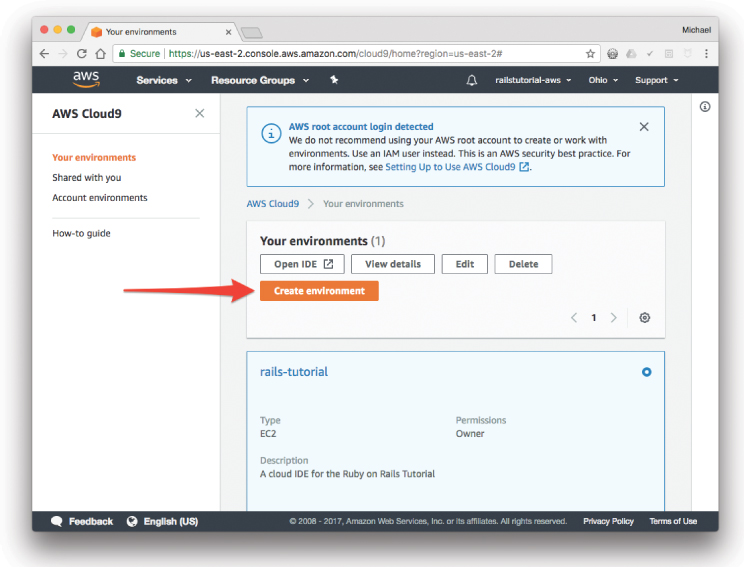 Your environments
Michael
Secure
https://us-east-2.console.aws.amazon.com/cloud9/home?region=us-east-2#
aws
Services
Resource Groups
railstutorial-aws
Ohio
Support
AWS Cloud9
Your environments
Shared with you
Account environments
How-to guide
AWS root account login detected
We do not recommend using your AWS root account to create or work with
environments. Use an IAM user instead. This is an AWS security best practice. For
more information, see Setting Up to Use AWS Cloud9.
AWS Cloud9 > Your environments
Your environments (1)
Open IDE
View details
Edit
Delete
Create environment
< 1 >
rails-tutorial
Type
EC2
Permissions
Owner
Description
A cloud IDE for the Ruby on Rails Tutorial
Feedback
English (US)
© 2008 - 2017, Amazon Web Services, Inc. or its affiliates. All rights reserved.
Privacy Policy
Terms of Use